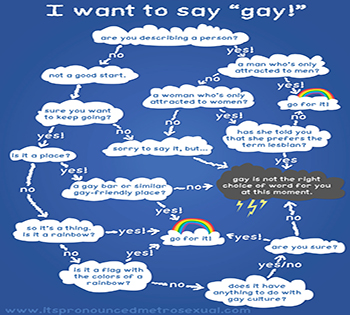 I want to say "gay!"
are you describing a person?
no
yes!
not a good start.
a man who's only
attracted to men?
no
yes!
a woman who's only
attracted to women?
go for it!
sure you want
to keep going?
yes!
no
no
yes!
has she told you
that she prefers the
term lesbian?
is it a place?
sorry to say it, but...
yes!
no
yes
a gay bar or similar
gay-friendly place?
no
gay is not the right
choice of word for you
at this moment.
yes!
no
so it's a thing.
is it a rainbow?
yes!
go for it!
yes!
are you sure?
no
yes!
yes/no
is it a flag with
the colors of a
rainbow?
no
does it have
anything to do with
gay culture?
www.itspronouncedmetrosexual.com